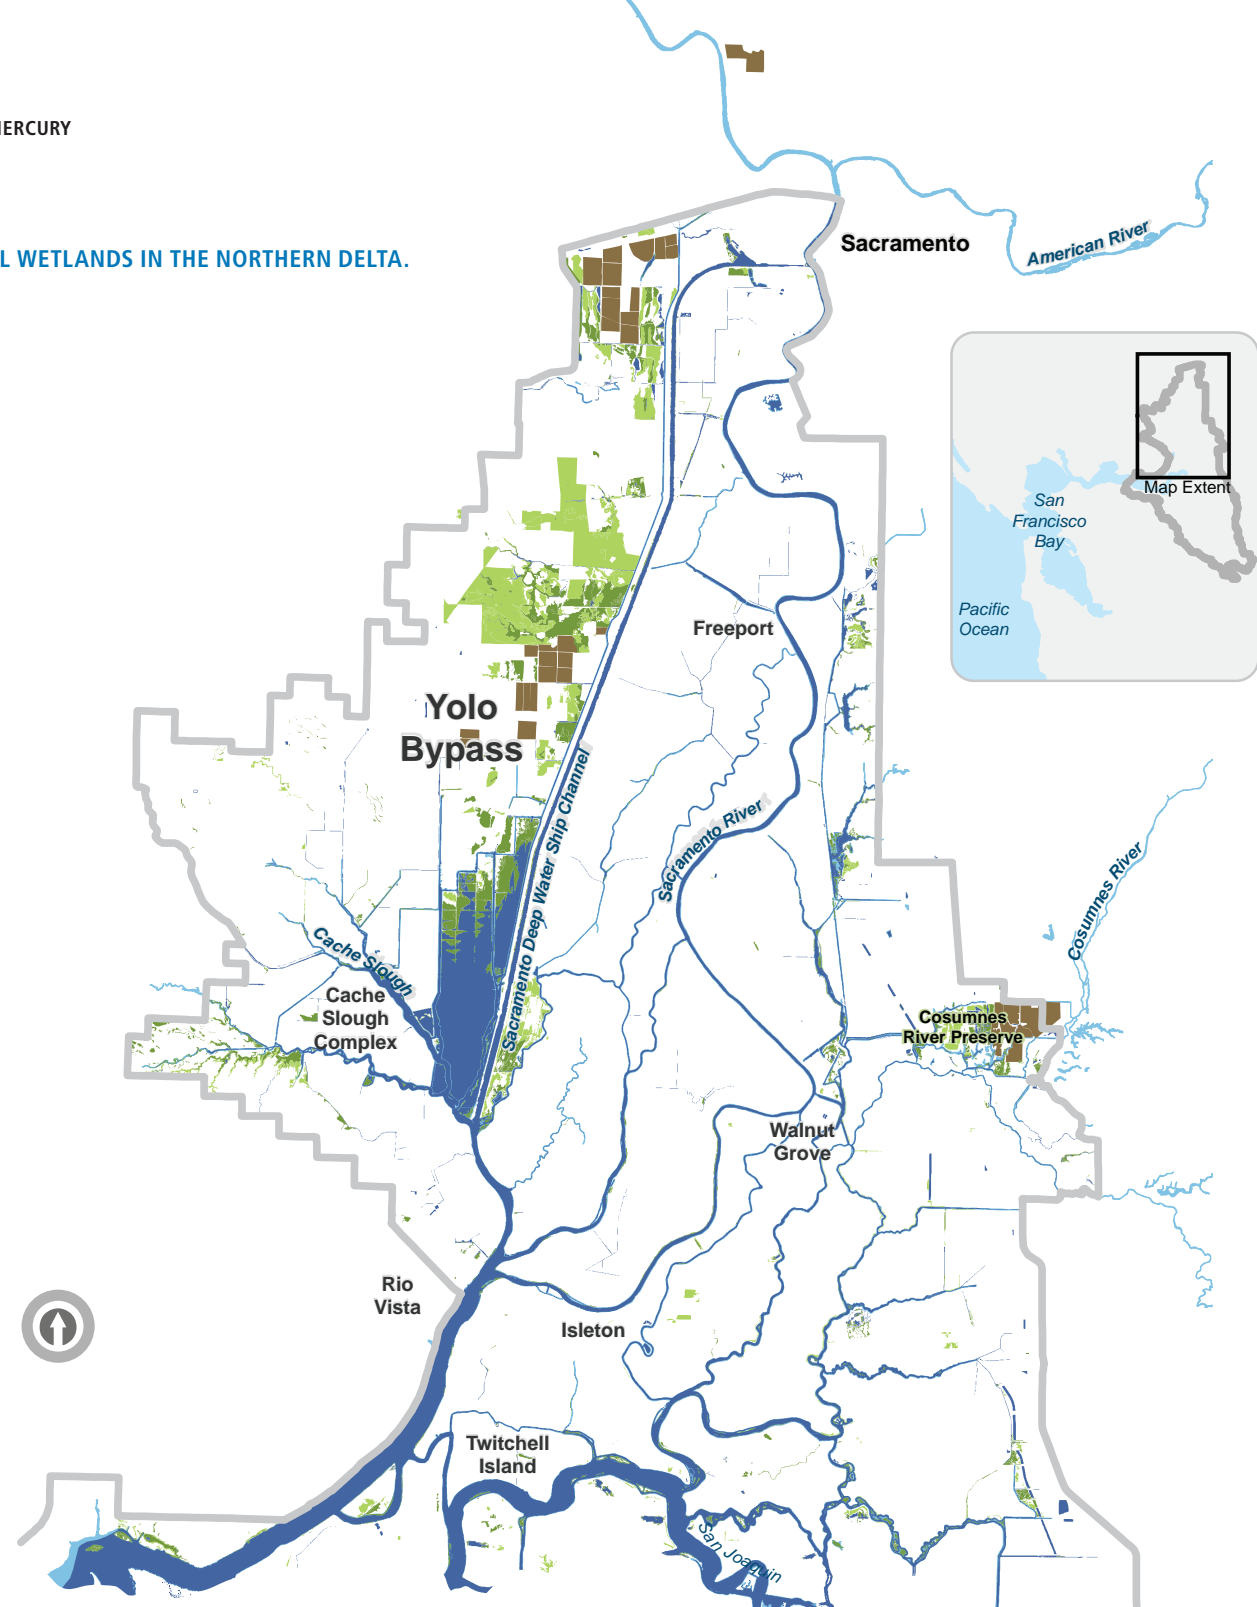 MERCURY
L WETLANDS IN THE NORTHERN DELTA.
Sacramento
American River
Map Extent
San
Francisco
Bay
Pacific
Ocean
Freeport
Yolo
Bypass
Sacramento Deep Water Ship Channel
Sacramento River
Cosumnes River
Cache Slough
Cache
Slough
Complex
Cosumnes
River Preserve
Walnut
Grove
Rio
Vista
Isleton
Twitchell
Island
San Joaquin